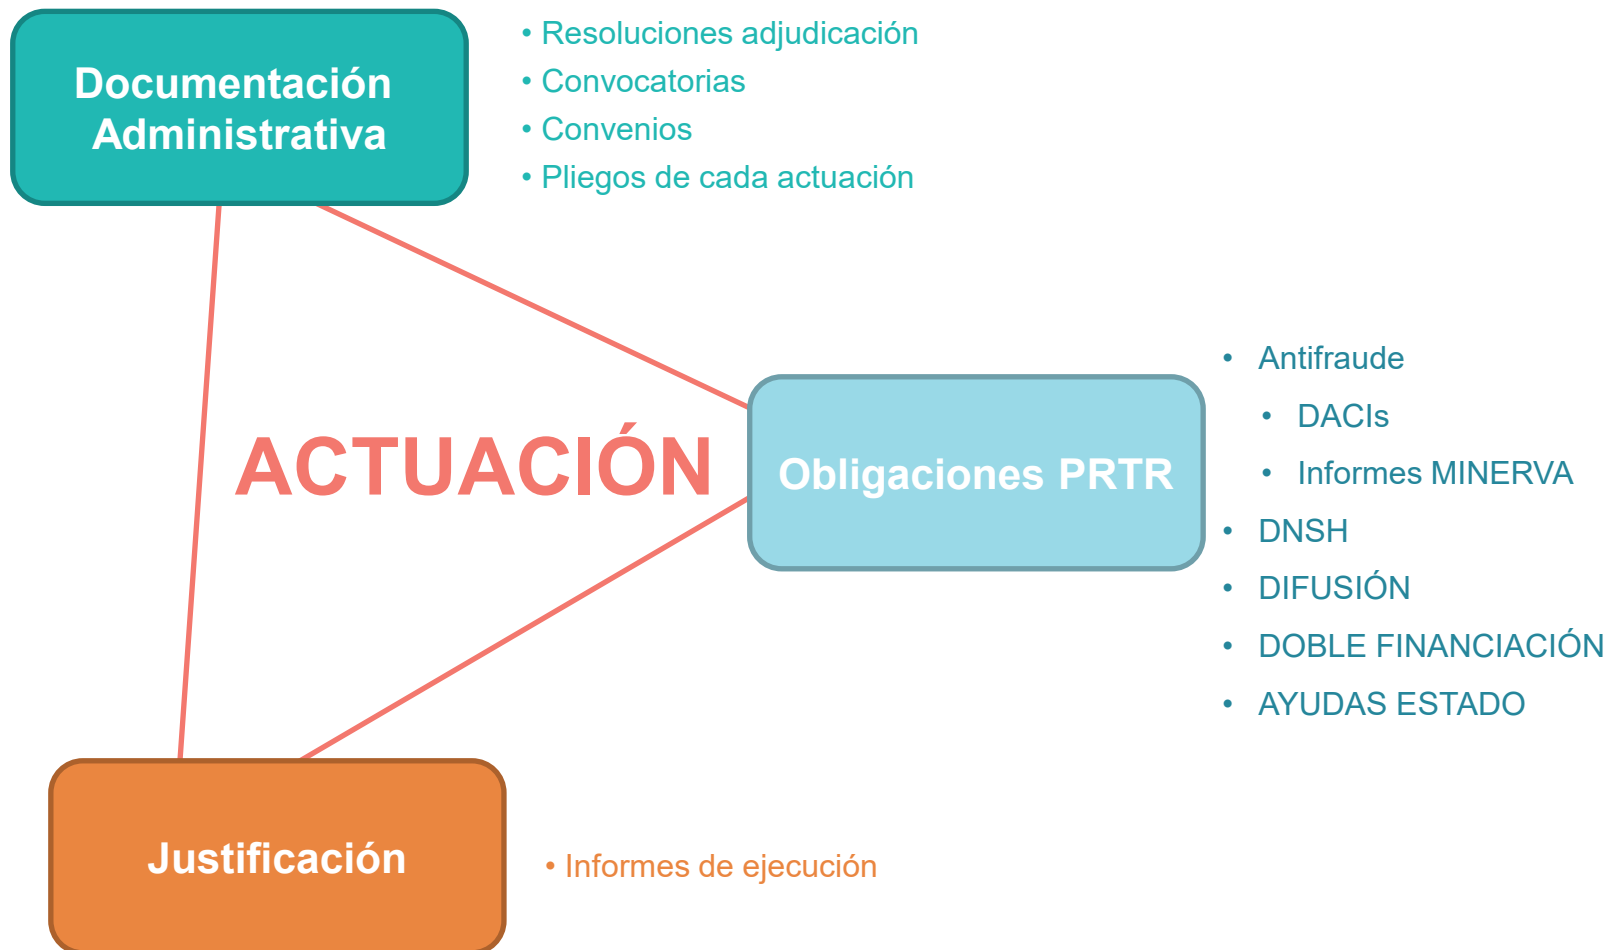 Documentación
Administrativa
• Resoluciones adjudicación
• Convocatorias
• Convenios
• Pliegos de cada actuación
ACTUACIÓN
Obligaciones PRTR
• Antifraude
• DACIs
• Informes MINERVA
• DNSH
• DIFUSIÓN
• DOBLE FINANCIACIÓN
• AYUDAS ESTADO
Justificación
• Informes de ejecución